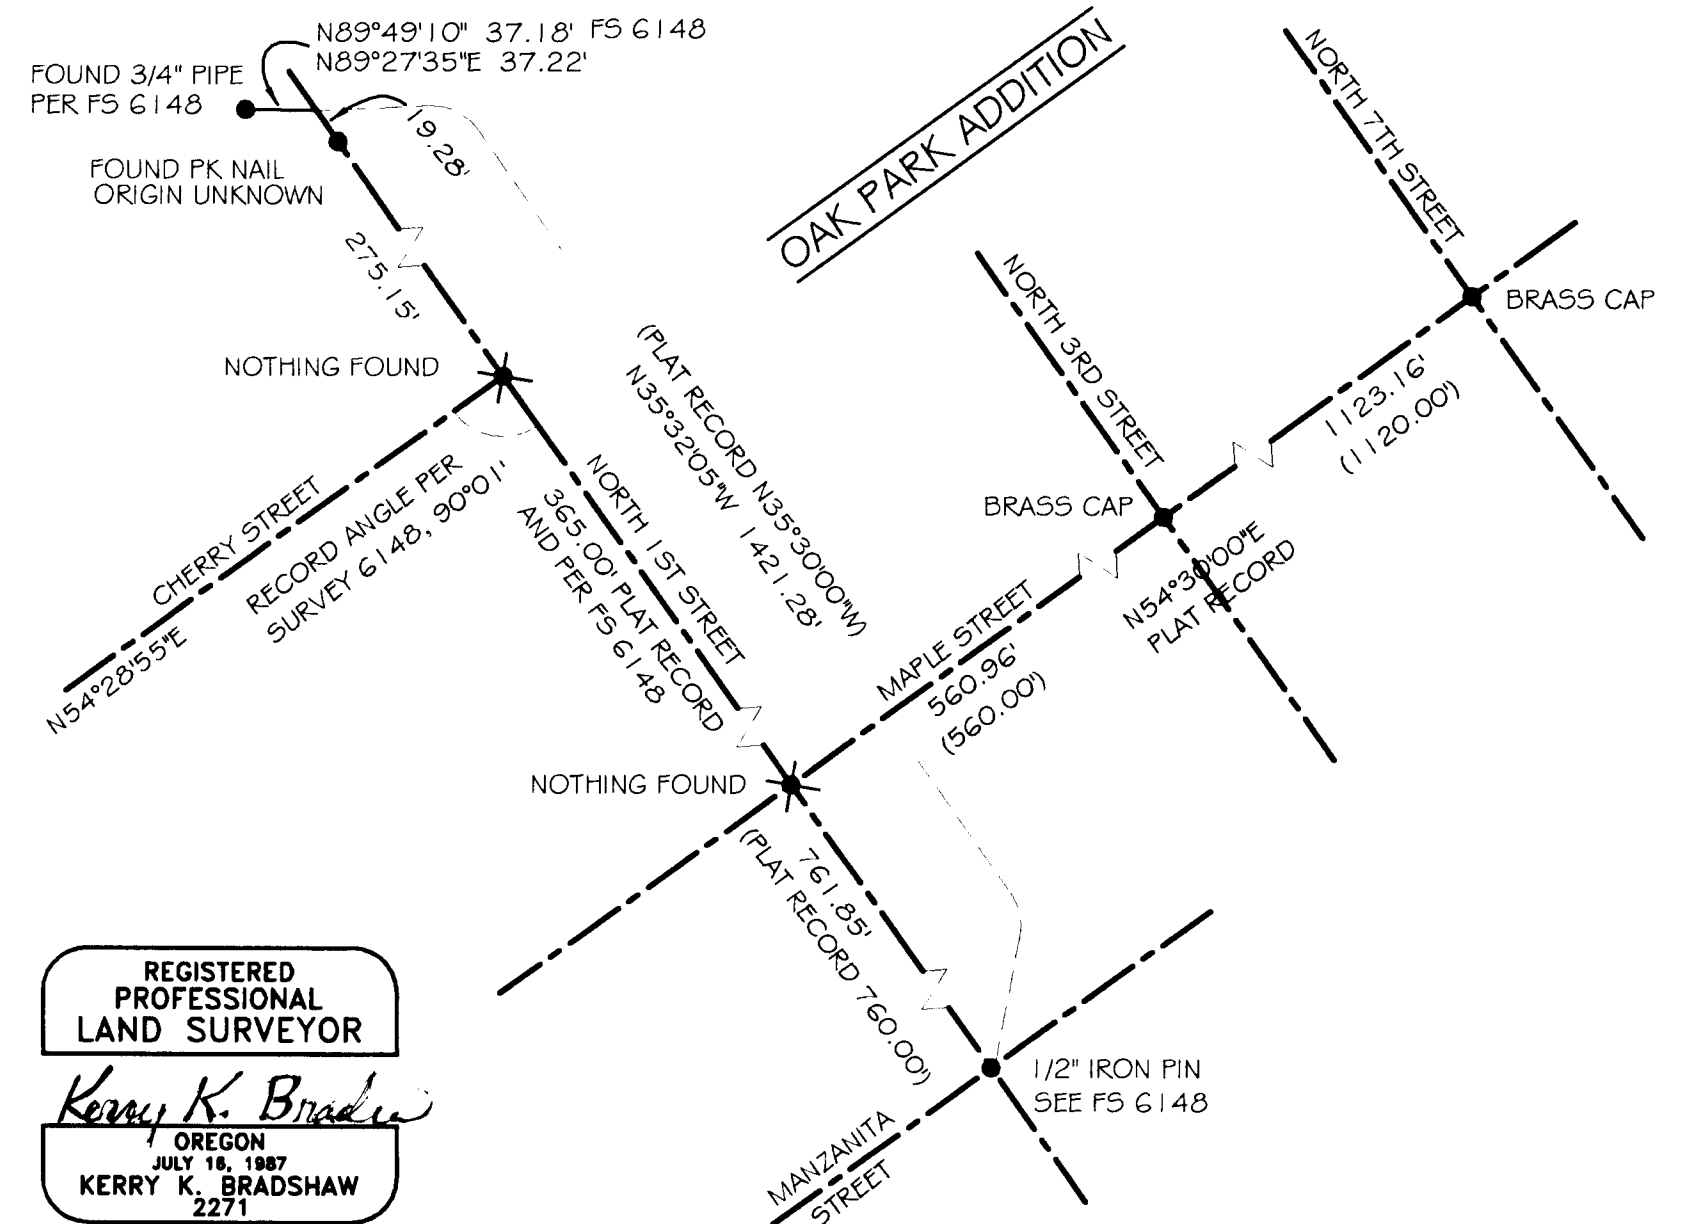 N89°49'10" 37.18' FS 6148
N89°27'35"E 37.22'
FOUND 3/4" PIPE
PER FS 6148
19.28'
FOUND PK NAIL
ORIGIN UNKNOWN
OAK PARK ADDITION
NORTH 7TH STREET
BRASS CAP
275.15'
NOTHING FOUND
(PLAT RECORD N35°30'00"W)
N35°32'05"W 1421.28'
NORTH 3RD STREET
1123.16'
(1120.00')
BRASS CAP
N54°30'00"E
PLAT RECORD
CHERRY STREET
N54°28'55"E
RECORD ANGLE PER
SURVEY 6148, 90°01'
NORTH 1ST STREET
365.00' PLAT RECORD
AND PER FS 6148
MAPLE STREET
560.96'
(560.00')
NOTHING FOUND
761.85'
(PLAT RECORD 760.00')
1/2" IRON PIN
SEE FS 6148
MANZANITA
STREET
REGISTERED
PROFESSIONAL
LAND SURVEYOR
Kerry K. Bradshaw
OREGON
JULY 16, 1987
KERRY K. BRADSHAW
2271